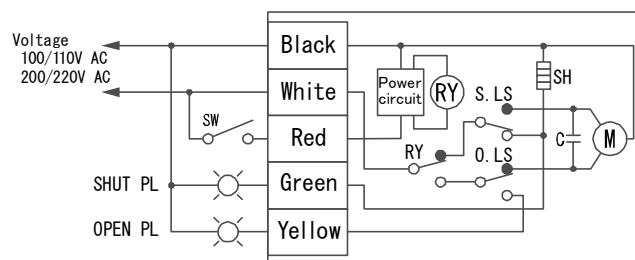 Voltage
100/110V AC
200/220V AC
Black
White
SW
Red
SHUT PL
Green
OPEN PL
Yellow
Power
circuit
RY
SH
S.LS
RY
O.LS
C
M